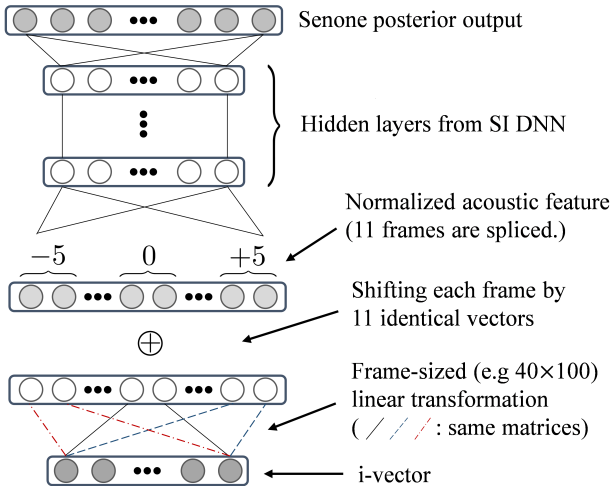 Senone posterior output
Hidden layers from SI DNN
Normalized acoustic feature
(11 frames are spliced.)
−5 0 +5
Shifting each frame by
11 identical vectors
Frame-sized (e.g 40×100)
linear transformation
( / / / : same matrices)
i-vector